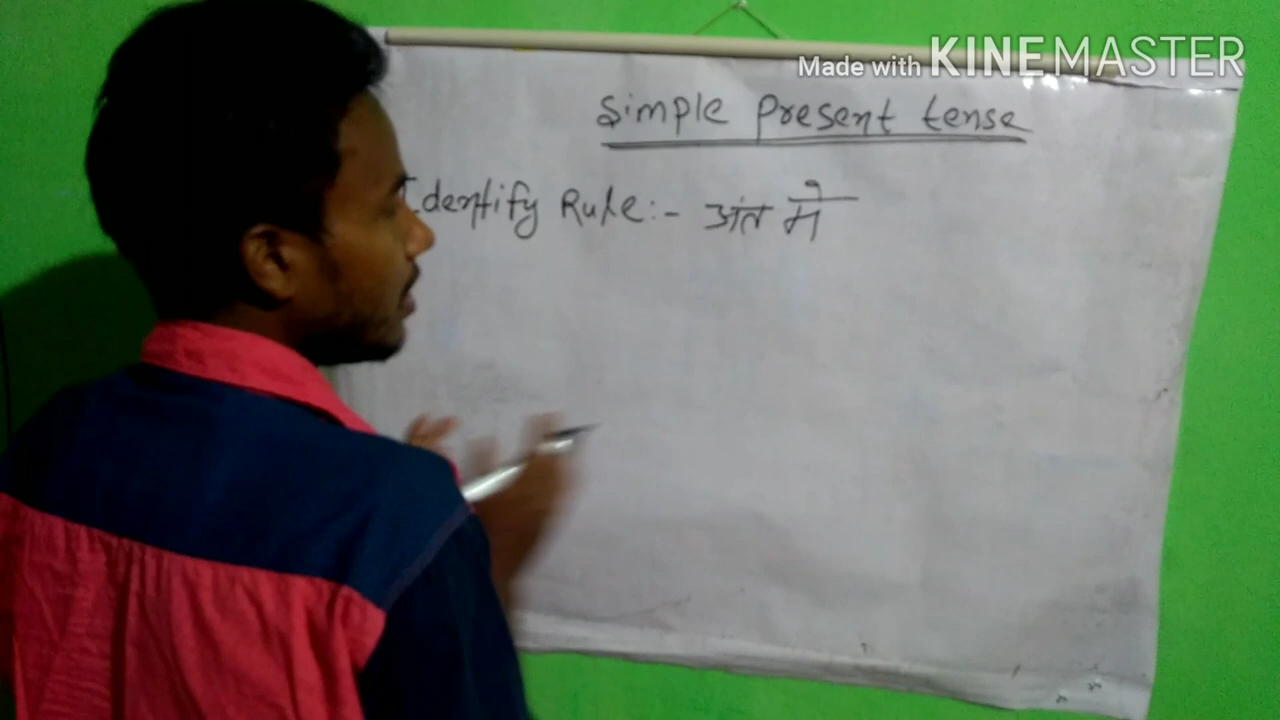 Made with KINEMASTER
Simple present tense
Identify Rule:- अंत मे